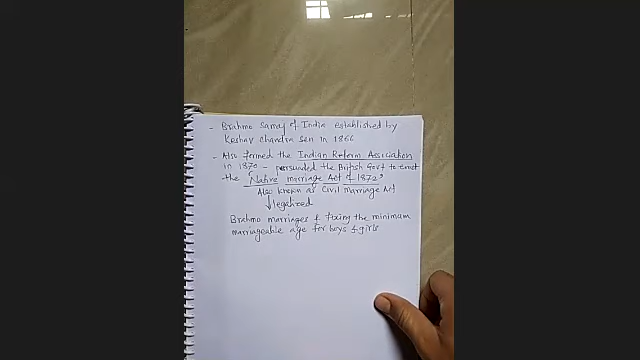 - Brahmo Samaj of India established by
Keshav Chandra Sen in 1866
- Also formed the Indian Reform Association
in 1870 - persuaded the British Govt to enact
the "Native marriage Act of 1872"
Also known as Civil Marriage Act
↓ legalized
Brahmo marriages & fixing the minimum
marriageable age for boys & girls